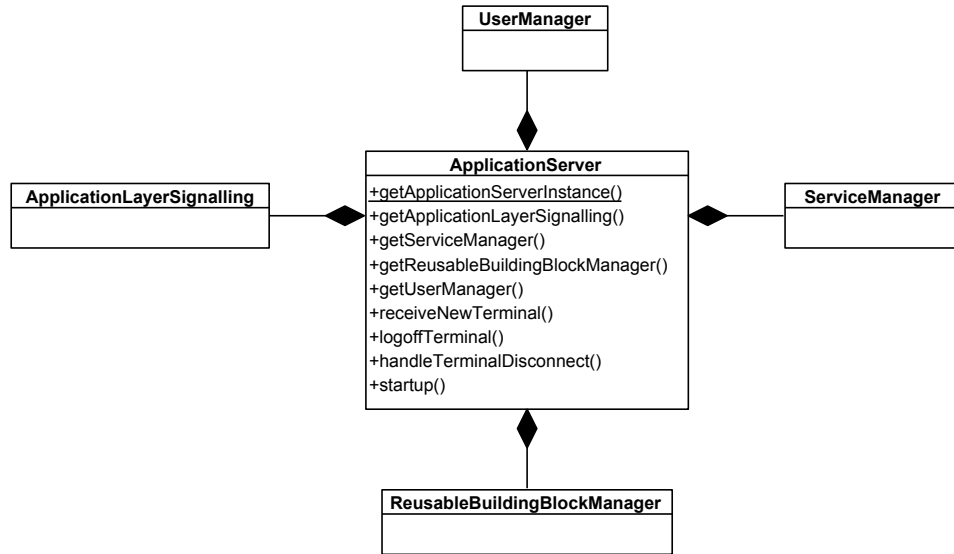 UserManager
ApplicationServer
+getApplicationServerInstance()
+getApplicationLayerSignalling()
+getServiceManager()
+getReusableBuildingBlockManager()
+getUserManager()
+receiveNewTerminal()
+logoffTerminal()
+handleTerminalDisconnect()
+startup()
ApplicationLayerSignalling
ServiceManager
ReusableBuildingBlockManager